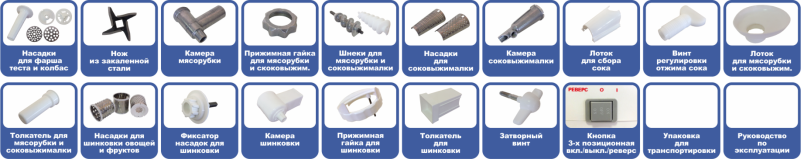 Насадки
для фарша
теста и колбас
Нож
из закаленной
стали
Камера
мясорубки
Прижимная гайка
для мясорубки
и скоковыжим.
Шнеки для
мясорубки и
соковыжималки
Насадки
для
соковыжималки
Камера
соковыжималки
Лоток
для сбора
сока
Винт
регулировки
отжима сока
Лоток
для мясорубки
и скоковыжим.
Толкатель для
мясорубки и
соковыжималки
Насадки для
шинковки овощей
и фруктов
Фиксатор
насадок для
шинковки
Камера
шинковки
Прижимная
гайка для
шинковки
Толкатель
для
шинковки
Затворный
винт
РЕВЕРС O I
Кнопка
3-х позиционная
вкл./выкл./реверс
Упаковка
для
транспортировки
Руководство
по
эксплуатации